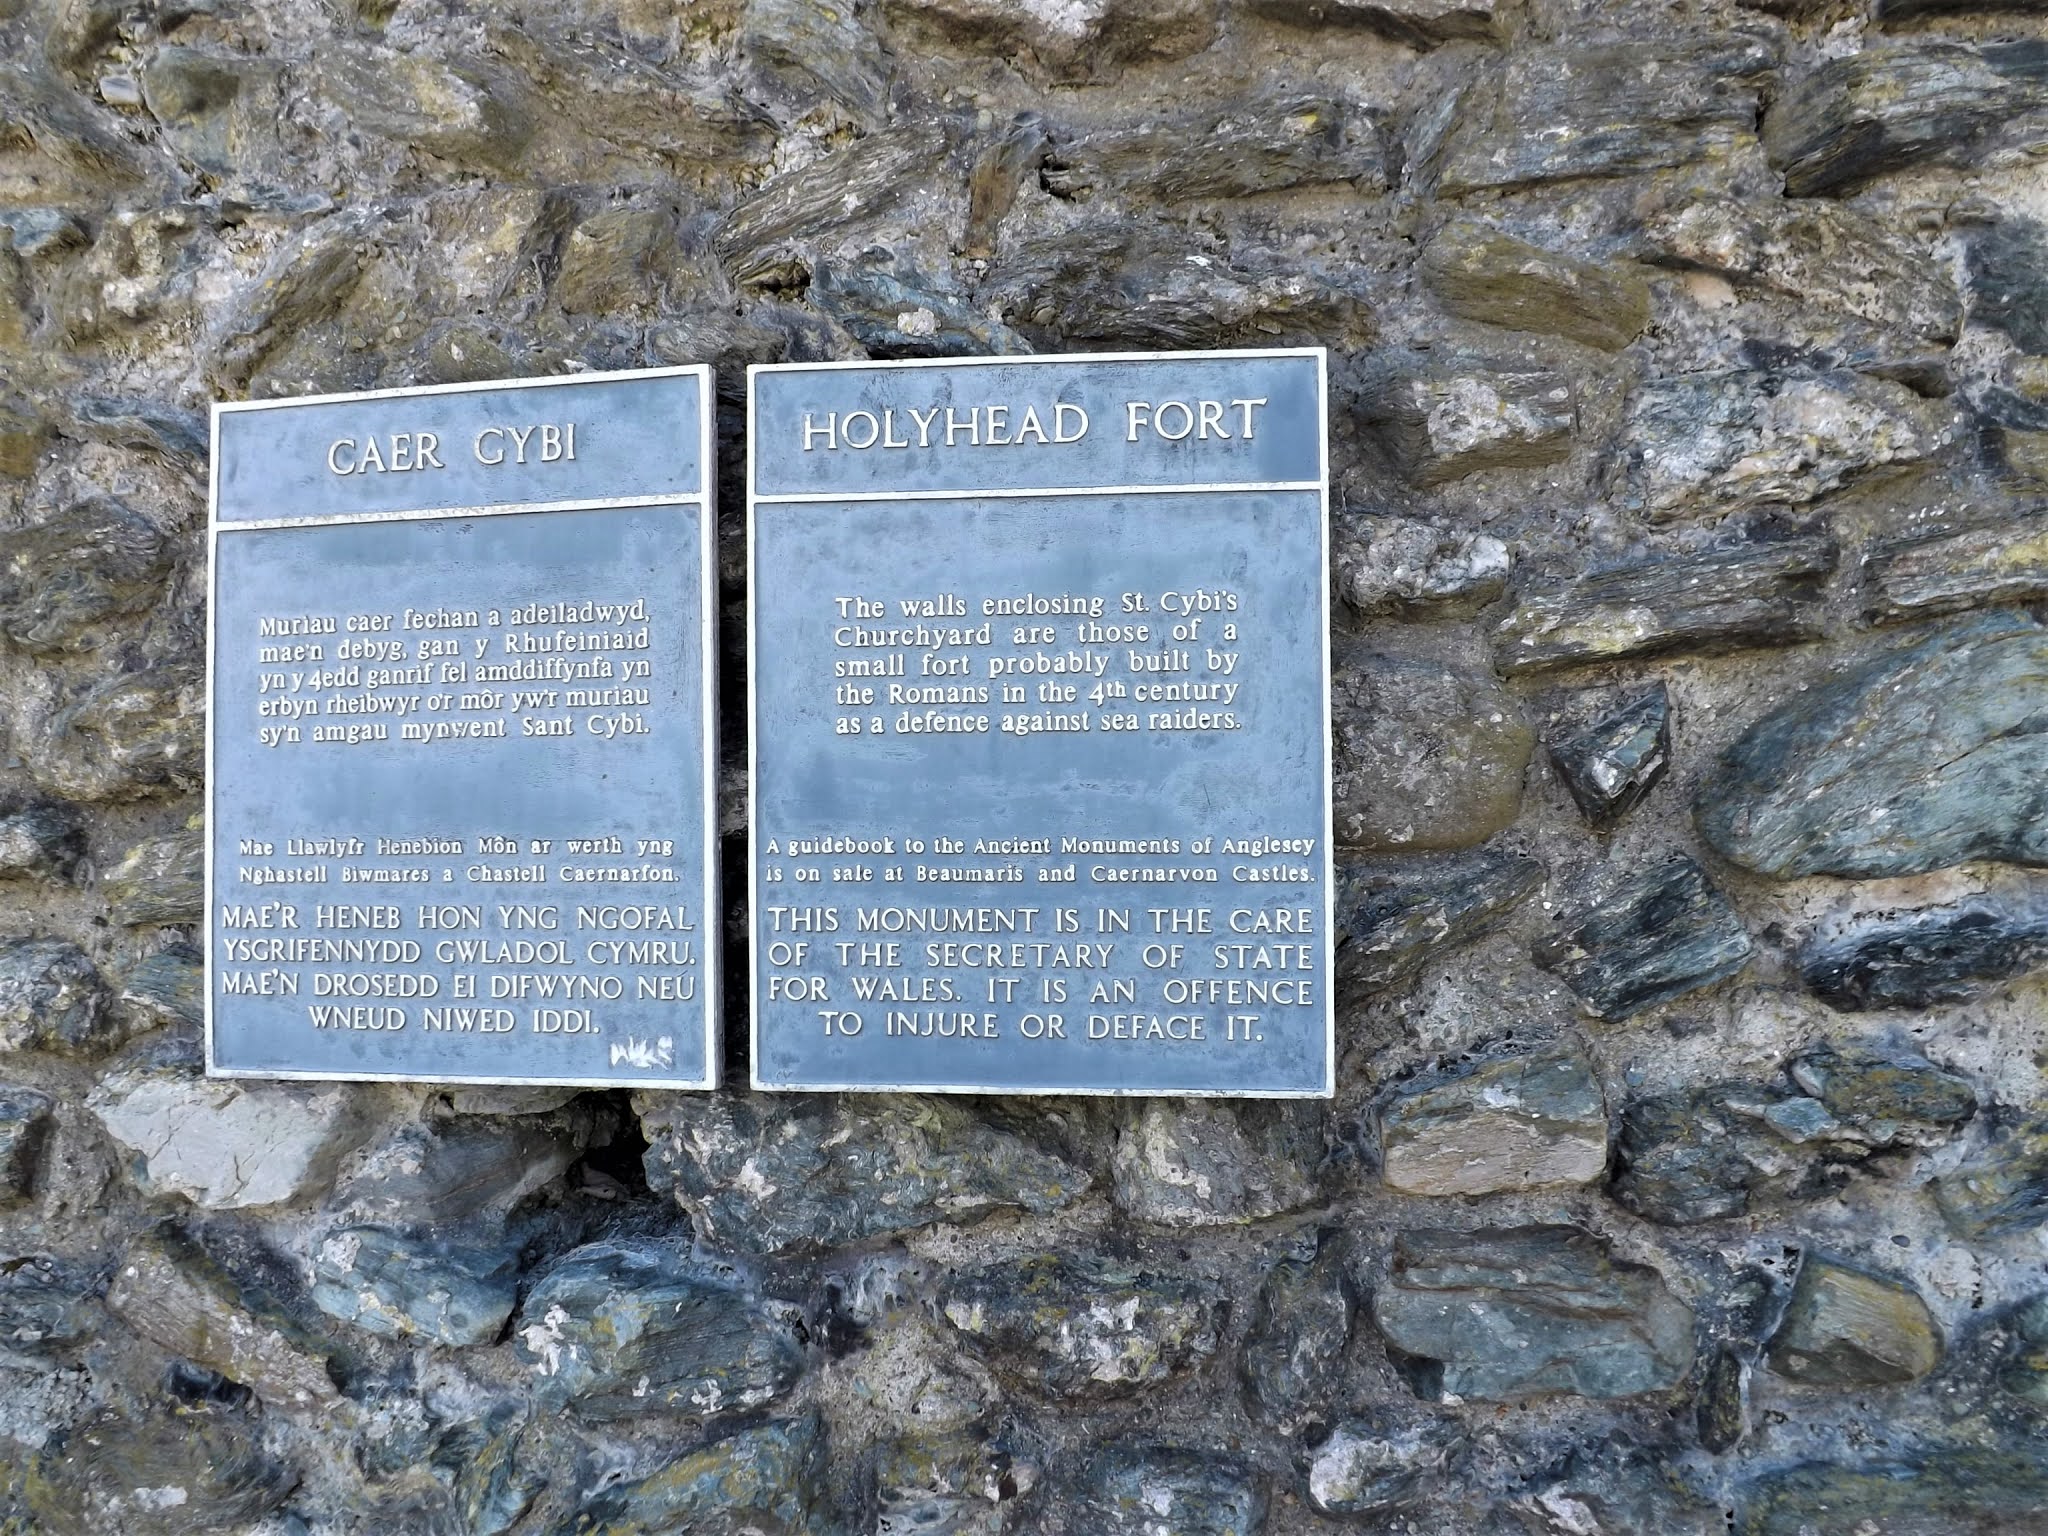 CAER GYBI
Muriau caer fechan a adeiladwyd,
mae'n debyg, gan y Rhufeiniaid
yn y 4edd ganrif fel amddiffynfa yn
erbyn rheibwyr o'r môr yw'r muriau
sy'n amgau mynwent Sant Cybi.
Mae Llawlyfr Henebion Môn ar werth yng
Nghastell Biwmares a Chastell Caernarfon.
MAE'R HENEB HON YNG NGOFAL
YSGRIFENNYDD GWLADOL CYMRU.
MAE'N DROSEDD EI DIFWYNO NEU
WNEUD NIWED IDDI.
HOLYHEAD FORT
The walls enclosing St. Cybi's
Churchyard are those of a
small fort probably built by
the Romans in the 4th century
as a defence against sea raiders.
A guidebook to the Ancient Monuments of Anglesey
is on sale at Beaumaris and Caernarvon Castles.
THIS MONUMENT IS IN THE CARE
OF THE SECRETARY OF STATE
FOR WALES. IT IS AN OFFENCE
TO INJURE OR DEFACE IT.